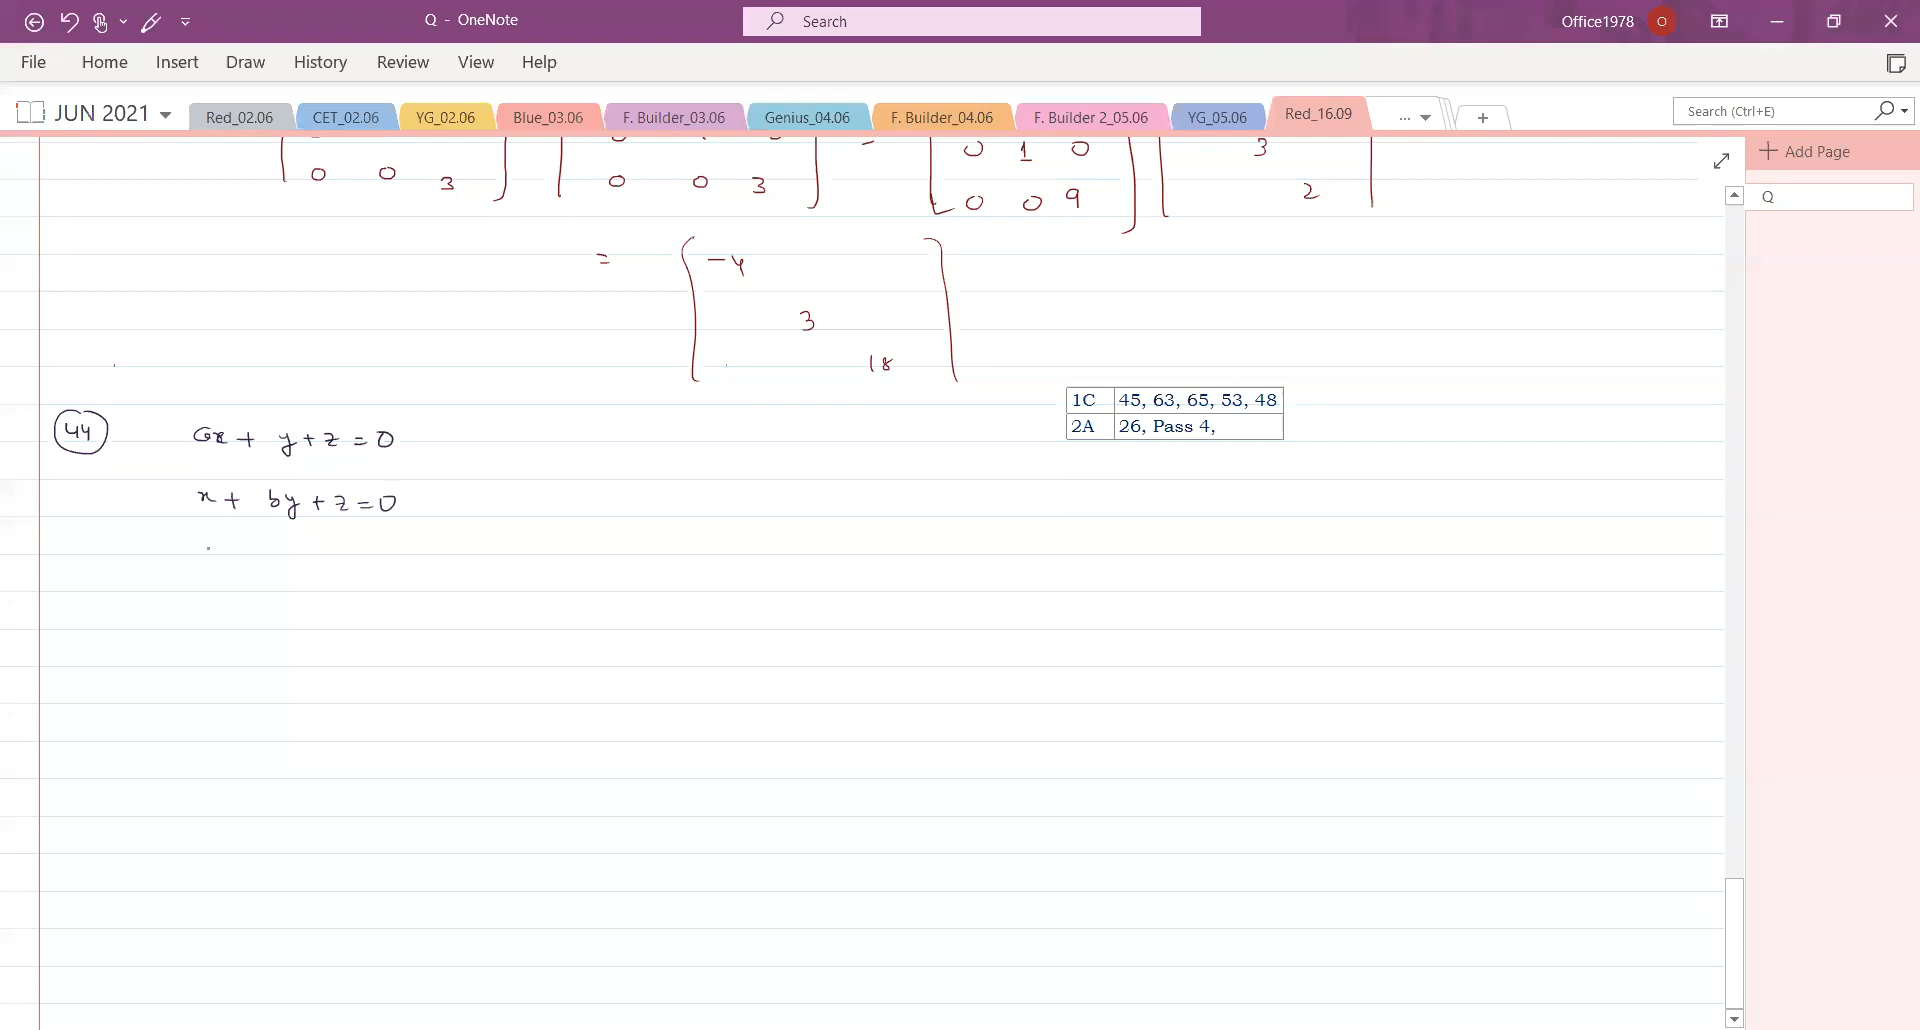 Q - OneNote
Search
Office1978
O
File Home Insert Draw History Review View Help
JUN 2021
Red_02.06 CET_02.06 YG_02.06 Blue_03.06 F. Builder_03.06 Genius_04.06 F. Builder_04.06 F. Builder 2_05.06 YG_05.06 Red_16.09 ... +
Search (Ctrl+E)
Add Page
Q
0 1 0 3
0 0 3 0 0 3 = 0 0 9 2
= -4
3
18
1C 45, 63, 65, 53, 48
2A 26, Pass 4,
44 ax + y + z = 0
x + by + z = 0